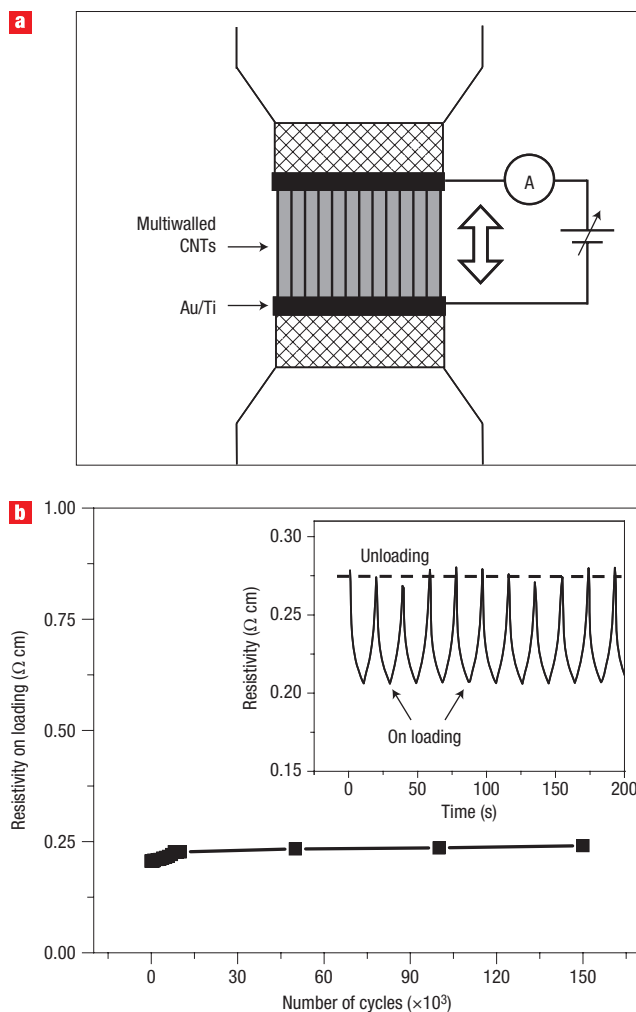 a
A
Multiwalled
CNTs
Au/Ti
b
Resistivity on loading (Ω cm)
1.00
0.75
0.50
0.25
0.00
0
30
60
90
120
150
Number of cycles (×10³)
Resistivity (Ω cm)
0.30
0.25
0.20
0.15
Unloading
On loading
0
50
100
150
200
Time (s)